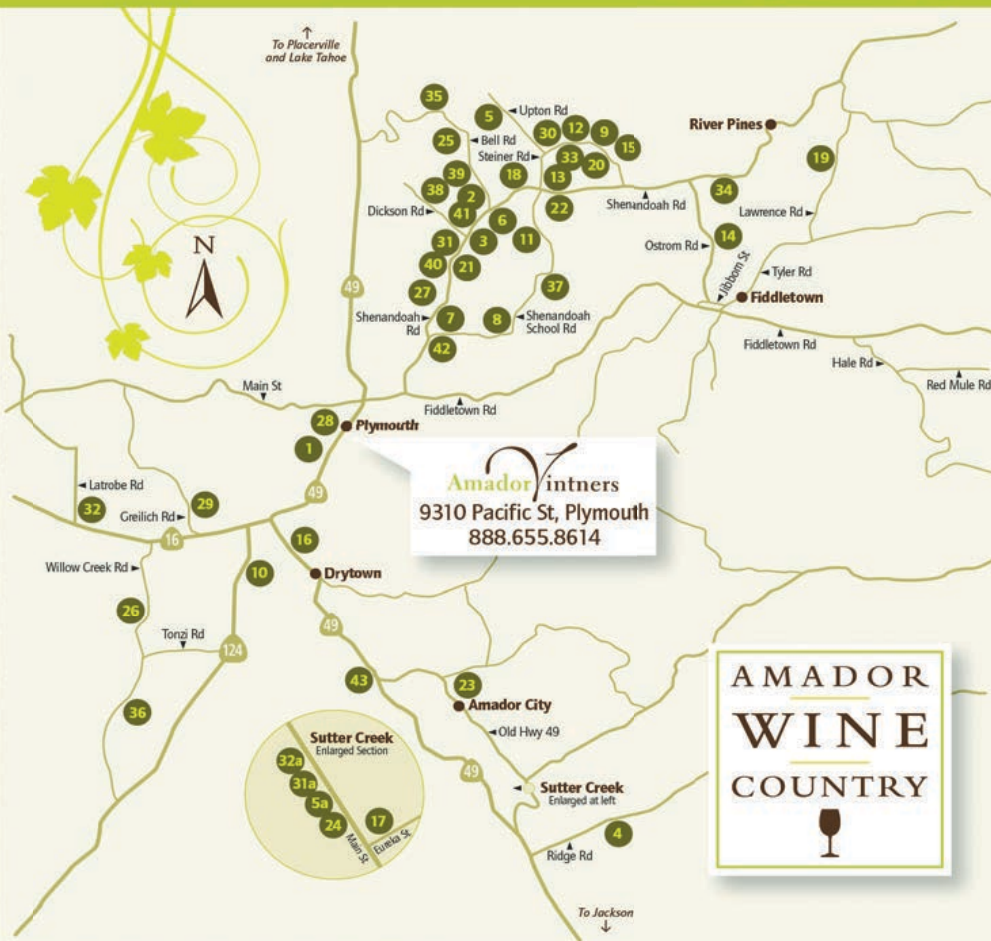 ↑
To Placerville
and Lake Tahoe
35
5
Upton Rd
River Pines
25
Bell Rd
30
12
9
15
Steiner Rd
33
20
19
39
18
13
38
2
34
Dickson Rd
41
22
Shenandoah Rd
Lawrence Rd
6
31
3
11
14
Ostrom Rd
N
40
21
Jibbom St
Tyler Rd
49
27
37
Fiddletown
Shenandoah
Rd
7
8
Shenandoah
School Rd
42
Fiddletown Rd
Hale Rd
Red Mule Rd
Main St
Fiddletown Rd
28
Plymouth
1
Amador Vintners
9310 Pacific St, Plymouth
888.655.8614
49
Latrobe Rd
32
29
Greilich Rd
16
16
Willow Creek Rd
10
Drytown
26
49
Tonzi Rd
124
43
23
Amador City
36
Old Hwy 49
Sutter Creek
Enlarged Section
32a
31a
5a
24
17
Main St
Eureka St
49
Sutter Creek
Enlarged at left
4
Ridge Rd
To Jackson
↓
AMADOR
WINE
COUNTRY